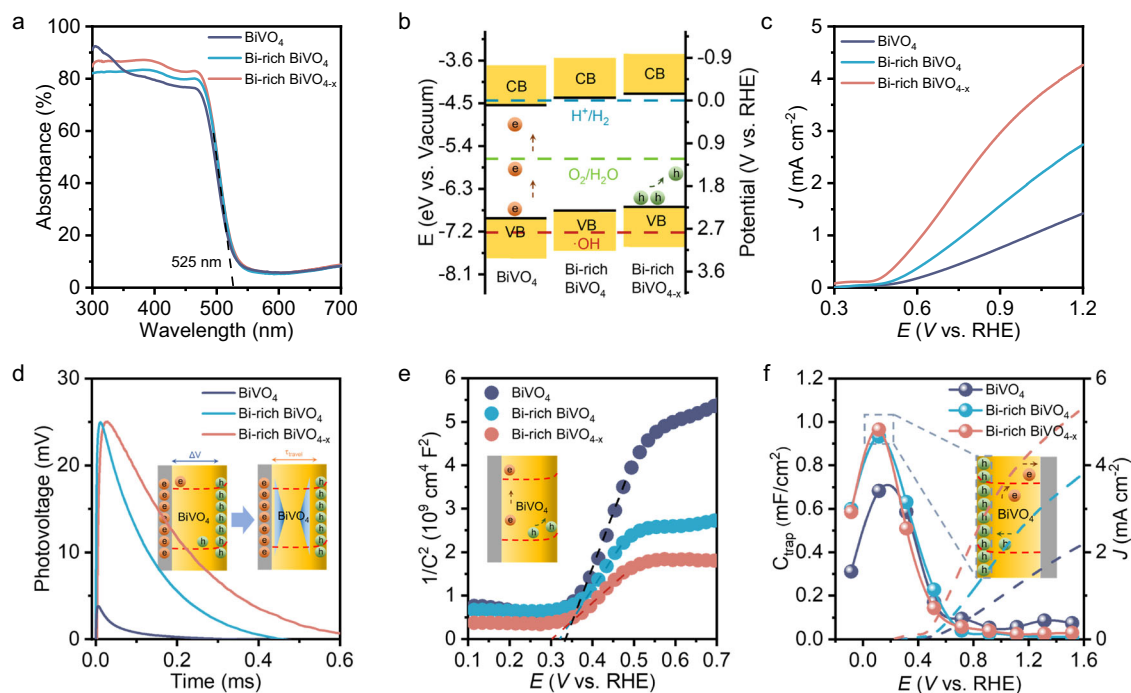 a
BiVO4
Bi-rich BiVO4
Bi-rich BiVO4-x
Absorbance (%)
100
80
60
40
20
0
525 nm
300 400 500 600 700
Wavelength (nm)
b
E (eV vs. Vacuum)
-3.6
-4.5
-5.4
-6.3
-7.2
-8.1
CB
CB
CB
H+/H2
e
e
O2/H2O
h
h h
e
VB
VB
VB
·OH
BiVO4
Bi-rich
BiVO4
Bi-rich
BiVO4-x
-0.9
0.0
0.9
1.8
2.7
3.6
Potential (V vs. RHE)
c
BiVO4
Bi-rich BiVO4
Bi-rich BiVO4-x
J (mA cm-2)
5
4
3
2
1
0
0.3 0.6 0.9 1.2
E (V vs. RHE)
d
BiVO4
Bi-rich BiVO4
Bi-rich BiVO4-x
Photovoltage (mV)
30
20
10
0
ΔV
Ttravel
e
h
BiVO4
BiVO4
0.0 0.2 0.4 0.6
Time (ms)
e
BiVO4
Bi-rich BiVO4
Bi-rich BiVO4-x
1/C2 (109 cm4 F2)
6
5
4
3
2
1
0
e
BiVO4
e
h h
0.1 0.2 0.3 0.4 0.5 0.6 0.7
E (V vs. RHE)
f
BiVO4
Bi-rich BiVO4
Bi-rich BiVO4-x
Ctrap (mF/cm2)
1.2
1.0
0.8
0.6
0.4
0.2
0.0
h
e
e
BiVO4
h
6
4
2
0
J (mA cm-2)
0.0 0.4 0.8 1.2 1.6
E (V vs. RHE)